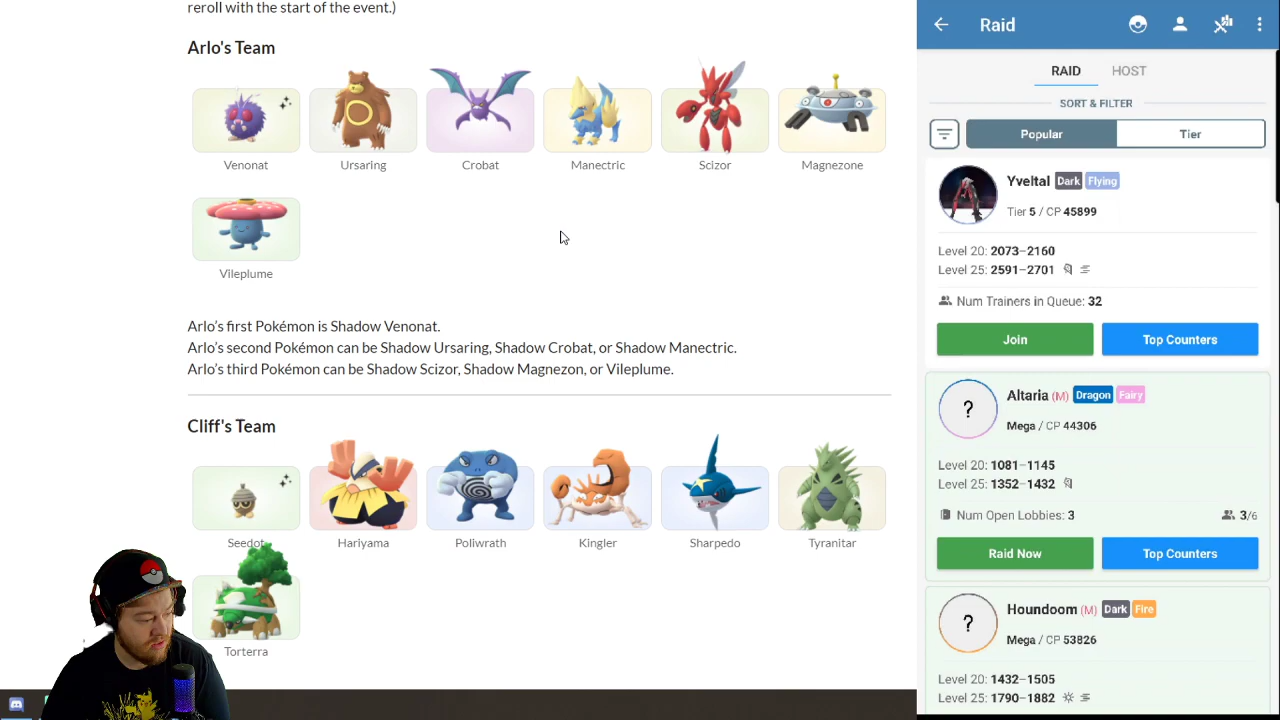 reroll with the start of the event.)
Arlo's Team
Venonat
Ursaring
Crobat
Manectric
Scizor
Magnezone
Vileplume
Arlo's first Pokémon is Shadow Venonat.
Arlo's second Pokémon can be Shadow Ursaring, Shadow Crobat, or Shadow Manectric.
Arlo's third Pokémon can be Shadow Scizor, Shadow Magnezon, or Vileplume.
Cliff's Team
Seedot
Hariyama
Poliwrath
Kingler
Sharpedo
Tyranitar
Torterra
Raid
RAID
HOST
SORT & FILTER
Popular
Tier
Yveltal Dark Flying
Tier 5 / CP 45899
Level 20: 2073–2160
Level 25: 2591–2701
Num Trainers in Queue: 32
Join
Top Counters
?
Altaria (M) Dragon Fairy
Mega / CP 44306
Level 20: 1081–1145
Level 25: 1352–1432
Num Open Lobbies: 3
3/6
Raid Now
Top Counters
?
Houndoom (M) Dark Fire
Mega / CP 53826
Level 20: 1432–1505
Level 25: 1790–1882